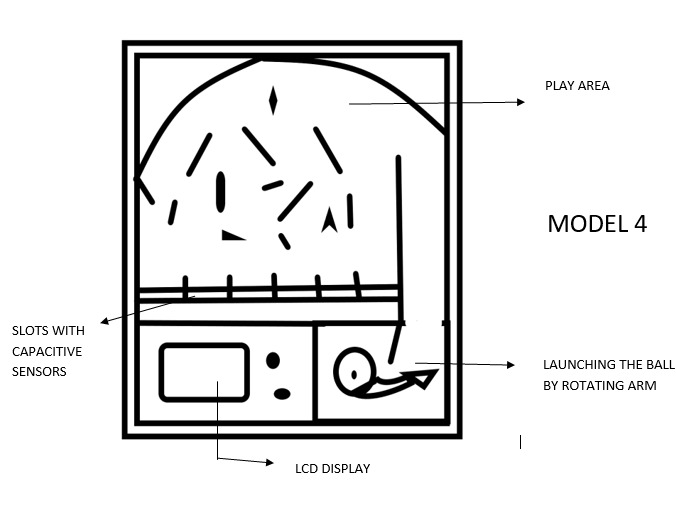 PLAY AREA
MODEL 4
SLOTS WITH
CAPACITIVE
SENSORS
LAUNCHING THE BALL
BY ROTATING ARM
LCD DISPLAY